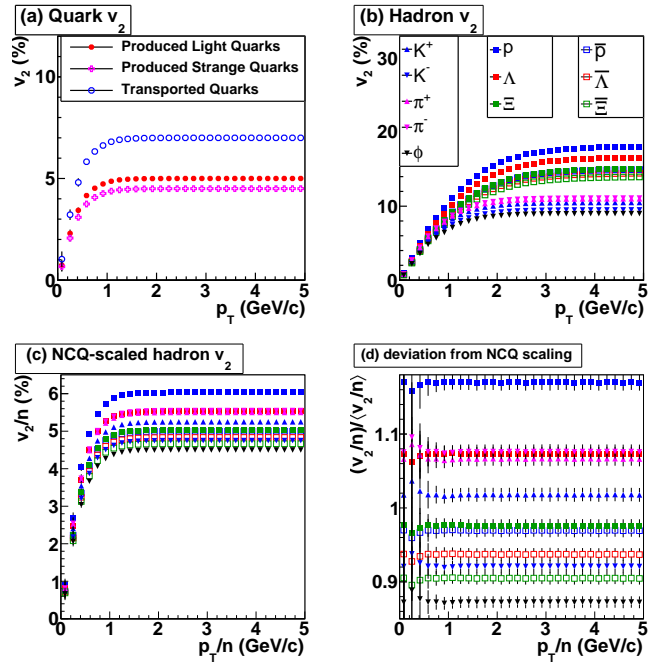 (a) Quark v2
v2 (%)
10
5
0
Produced Light Quarks
Produced Strange Quarks
Transported Quarks
0 1 2 3 4 5
pT (GeV/c)
(b) Hadron v2
v2 (%)
30
20
10
0
K+
K-
π+
π-
φ
p
Λ
Ξ
p̅
Λ̅
Ξ̅
0 1 2 3 4 5
pT (GeV/c)
(c) NCQ-scaled hadron v2
v2/n (%)
6
5
4
3
2
1
0
0 1 2 3 4 5
pT/n (GeV/c)
(d) deviation from NCQ scaling
(v2/n)/⟨v2/n⟩
1.1
1
0.9
0 1 2 3 4 5
pT/n (GeV/c)